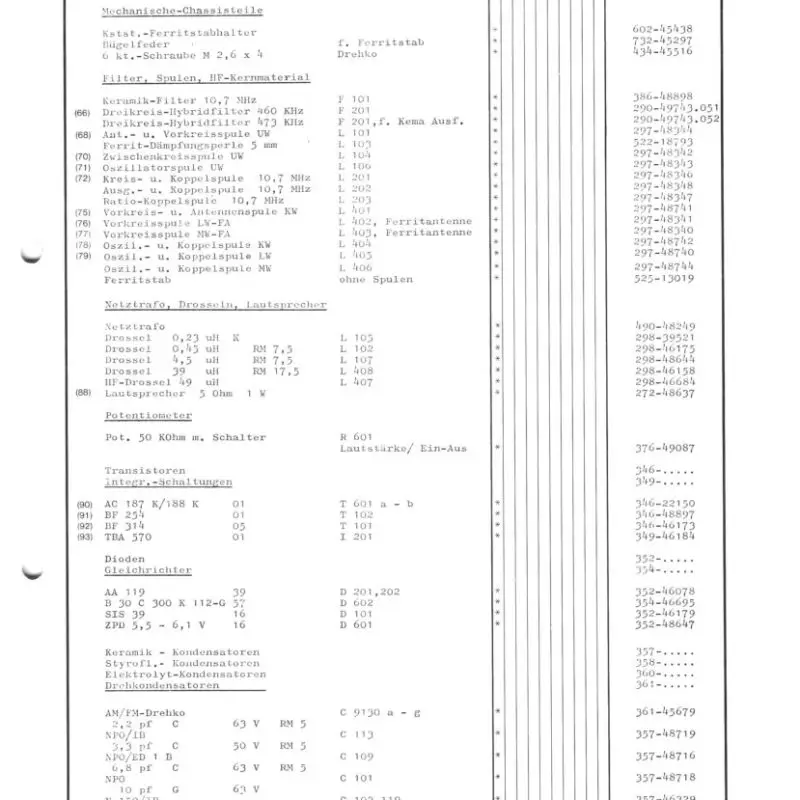 Mechanische-Chassisteile
Kstst.-Ferritstabhalter * 602-45438
Bügelfeder f. Ferritstab * 732-45297
6 kt.-Schraube M 2,6 x 4 Drehko * 434-45516
Filter, Spulen, HF-Kernmaterial
Keramik-Filter 10,7 MHz F 101 * 386-48898
(66) Dreikreis-Hybridfilter 460 KHz F 201 * 290-49743.051
Dreikreis-Hybridfilter 473 KHz F 201,f. Kema Ausf. * 290-49743.052
(68) Ant.- u. Vorkreisspule UW L 101 * 297-48344
Ferrit-Dämpfungsperle 5 mm L 103 * 522-18793
(70) Zwischenkreisspule UW L 104 * 297-48342
(71) Oszillatorspule UW L 106 * 297-48343
(72) Kreis- u. Koppelspule 10,7 MHz L 201 * 297-48346
Ausg.- u. Koppelspule 10,7 MHz L 202 * 297-48348
Ratio-Koppelspule 10,7 MHz L 203 * 297-48347
(75) Vorkreis- u. Antennenspule KW L 401 * 297-48741
(76) Vorkreisspule LW-FA L 402, Ferritantenne * 297-48341
(77) Vorkreisspule MW-FA L 403, Ferritantenne * 297-48340
(78) Oszil.- u. Koppelspule KW L 404 * 297-48742
(79) Oszil.- u. Koppelspule LW L 405 * 297-48740
Oszil.- u. Koppelspule MW L 406 * 297-48744
Ferritstab ohne Spulen * 525-13019
Netztrafo, Drosseln, Lautsprecher
Netztrafo * 490-48249
Drossel 0,23 uH K L 105 * 298-39521
Drossel 0,45 uH RM 7,5 L 102 * 298-46175
Drossel 4,5 uH RM 7,5 L 107 * 298-48644
Drossel 39 uH RM 17,5 L 408 * 298-46158
HF-Drossel 49 uH L 407 * 298-46684
(88) Lautsprecher 5 Ohm 1 W * 272-48637
Potentiometer
Pot. 50 KOhm m. Schalter R 601
Lautstärke/ Ein-Aus * 376-49087
Transistoren 346-.....
Integr.-Schaltungen 349-.....
(90) AC 187 K/188 K 01 T 601 a - b * 346-22150
(91) BF 254 01 T 102 * 346-48897
(92) BF 314 05 T 101 * 346-46173
(93) TBA 570 01 I 201 * 349-46184
Dioden 352-.....
Gleichrichter 354-.....
AA 119 39 D 201,202 * 352-46078
B 30 C 300 K 112-G 57 D 602 * 354-46695
SIS 39 16 D 101 * 352-46179
ZPD 5,5 - 6,1 V 16 D 601 * 352-48647
Keramik - Kondensatoren 357-.....
Styrofl.- Kondensatoren 358-.....
Elektrolyt-Kondensatoren 360-.....
Drehkondensatoren 361-.....
AM/FM-Drehko C 9130 a - g * 361-45679
2,2 pf C 63 V RM 5
NPO/IB C 113 * 357-48719
3,3 pf C 50 V RM 5
NPO/ED 1 B C 109 * 357-48716
6,8 pf C 63 V RM 5
NPO C 101 * 357-48718
10 pf G 63 V